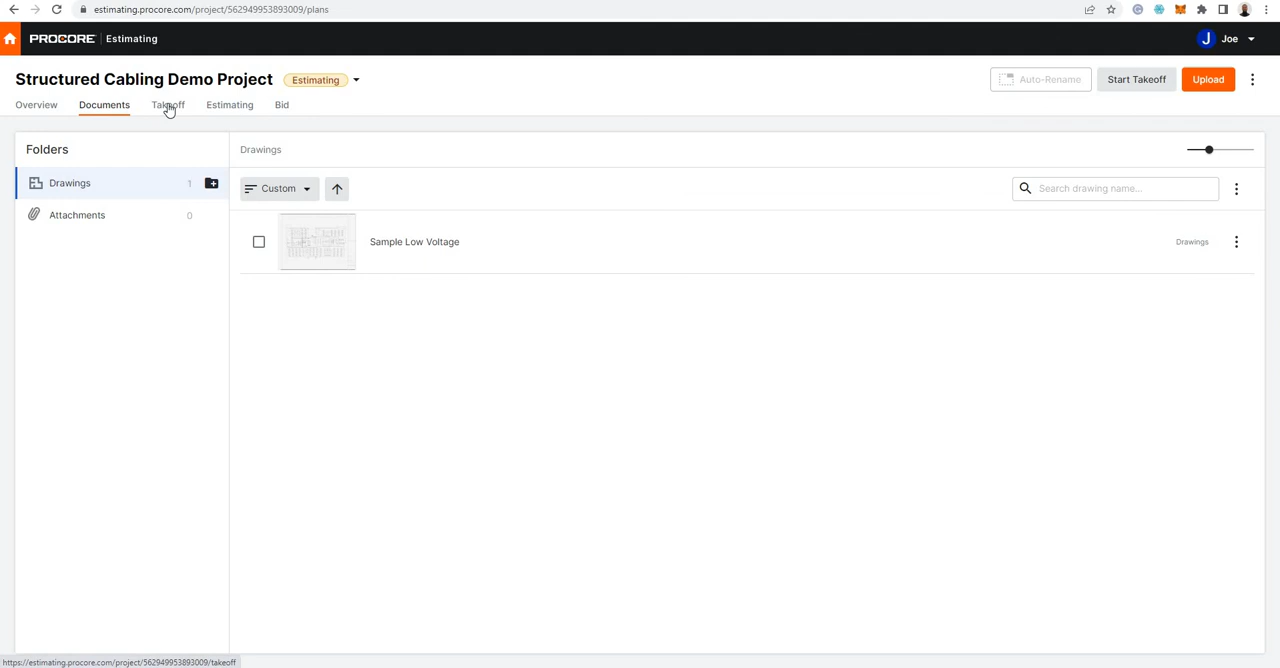 estimating.procore.com/project/562949953893009/plans
PROCORE Estimating
J Joe
Structured Cabling Demo Project Estimating
Auto-Rename Start Takeoff Upload
Overview Documents Takeoff Estimating Bid
Folders
Drawings 1
Attachments 0
Drawings
Custom
Search drawing name...
Sample Low Voltage
Drawings
https://estimating.procore.com/project/562949953893009/takeoff